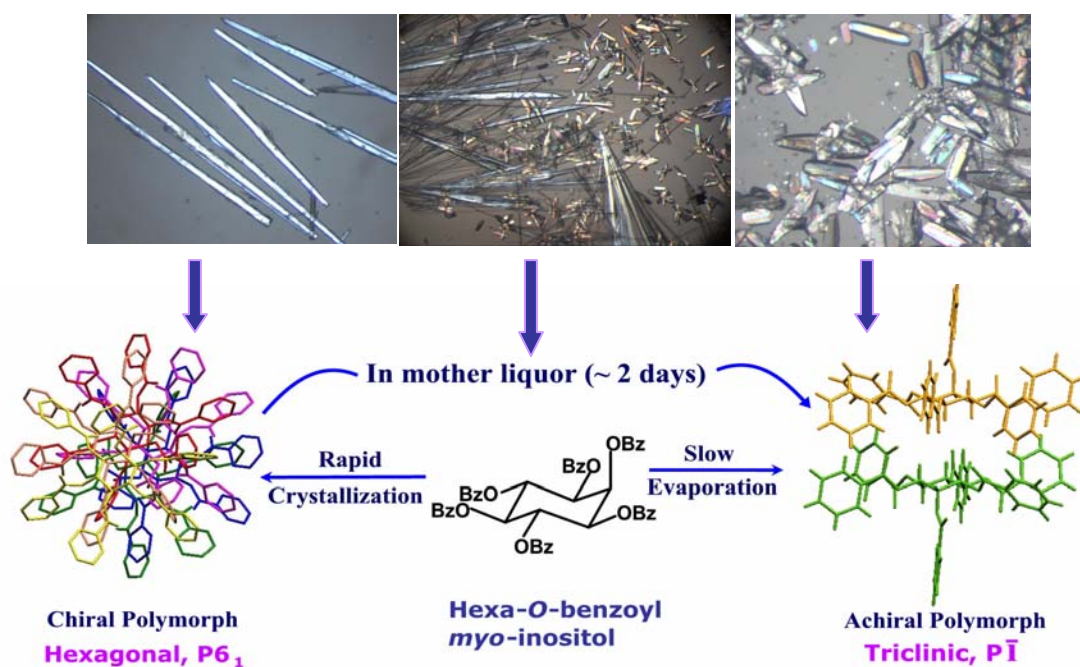 In mother liquor (~ 2 days)
Rapid
Crystallization
Slow
Evaporation
OBz
BzO
BzO
BzO
OBz
OBz
Chiral Polymorph
Hexagonal, P6₁
Hexa-O-benzoyl
myo-inositol
Achiral Polymorph
Triclinic, P1̄